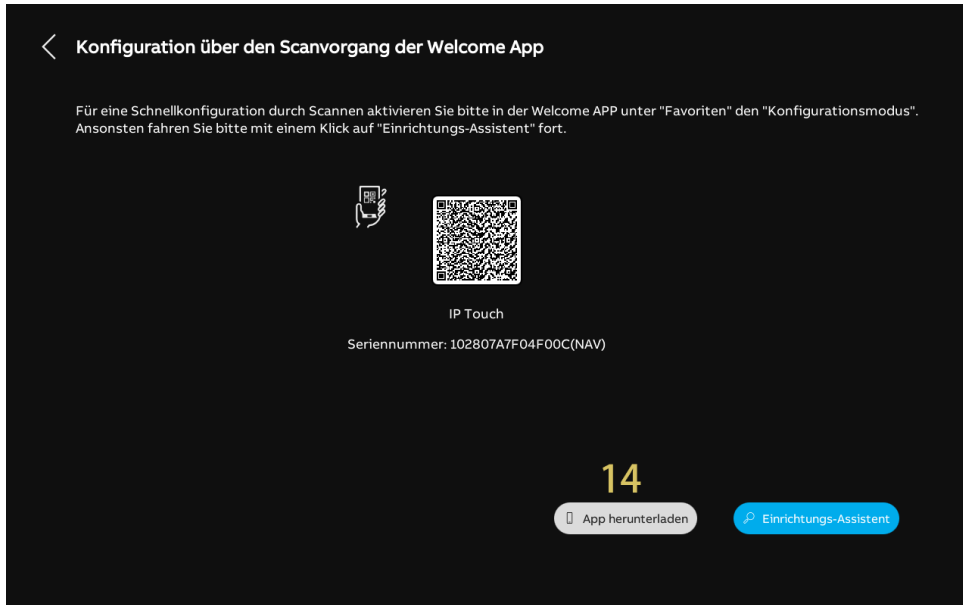 Konfiguration über den Scanvorgang der Welcome App
Für eine Schnellkonfiguration durch Scannen aktivieren Sie bitte in der Welcome APP unter "Favoriten" den "Konfigurationsmodus".
Ansonsten fahren Sie bitte mit einem Klick auf "Einrichtungs-Assistent" fort.
IP Touch
Seriennummer: 102807A7F04F00C(NAV)
14
App herunterladen
Einrichtungs-Assistent